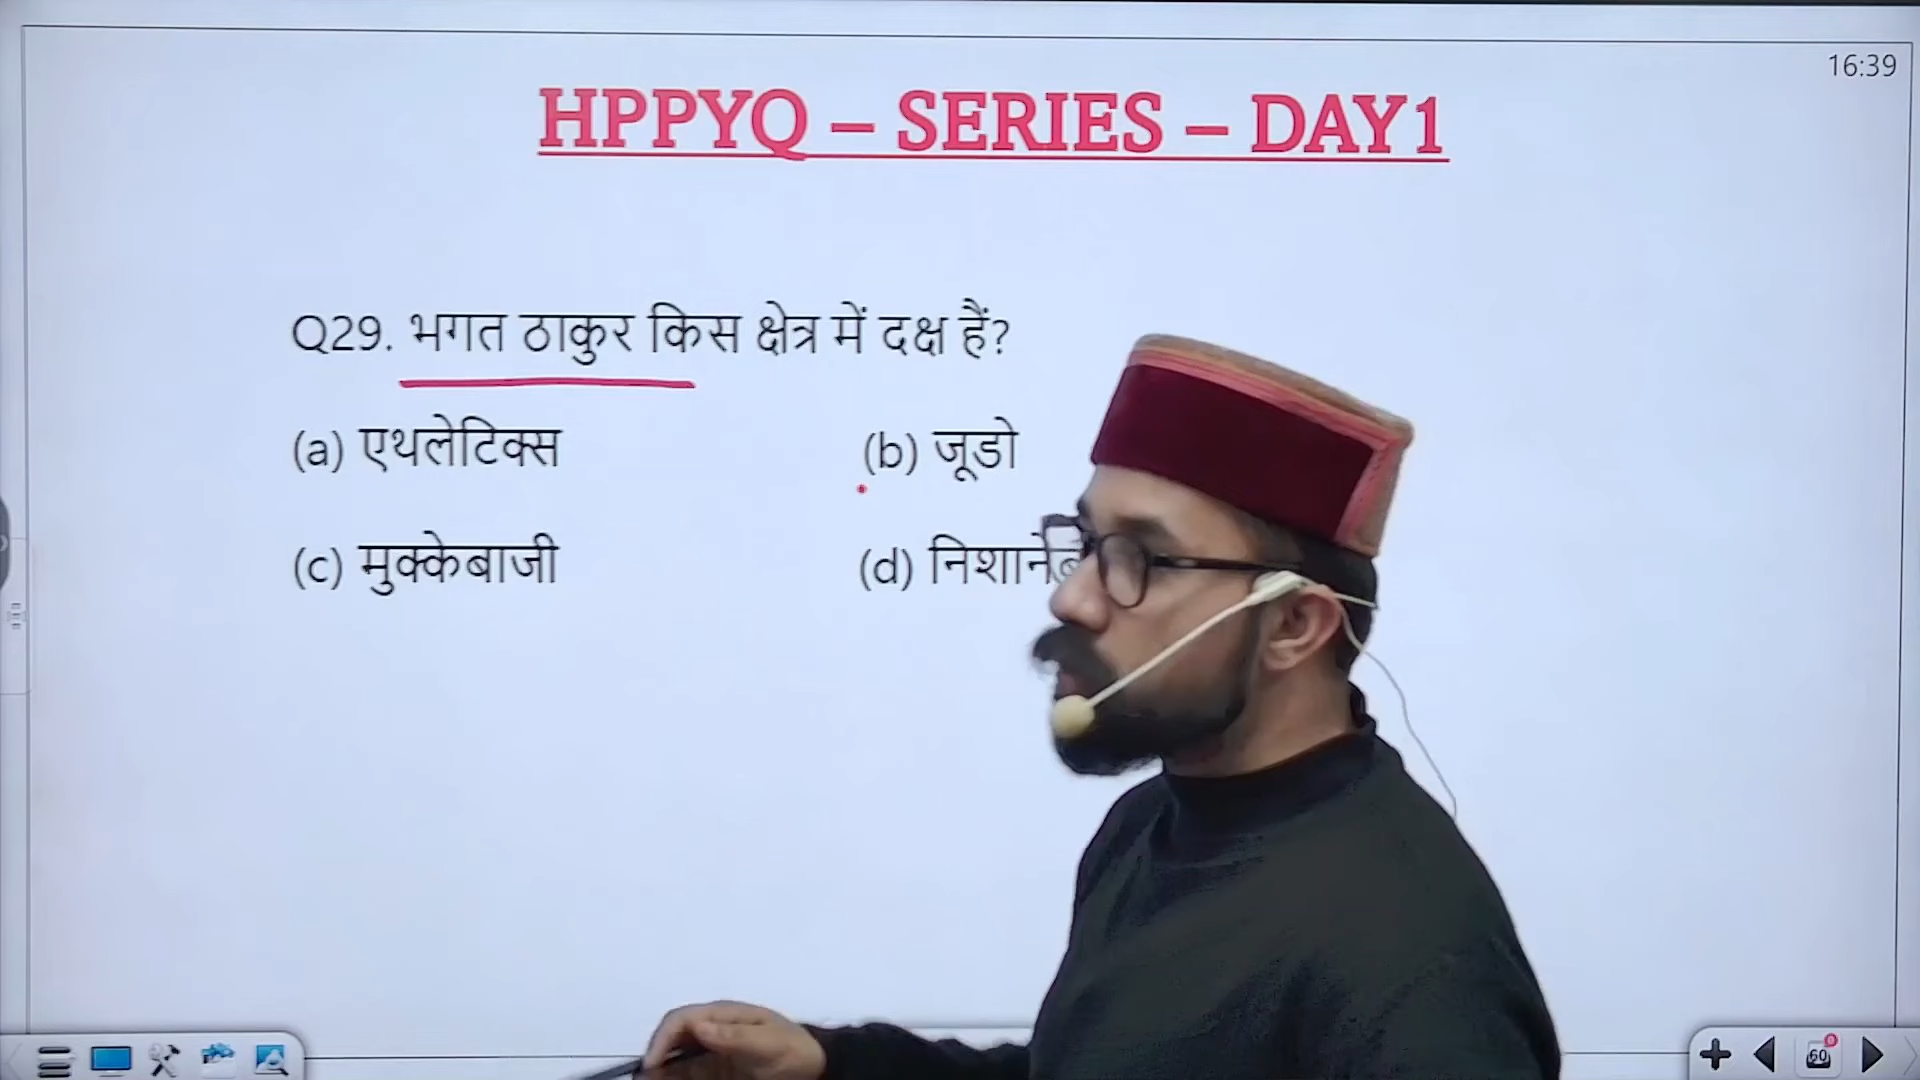 16:39
HPPYQ – SERIES – DAY1
Q29. भगत ठाकुर किस क्षेत्र में दक्ष हैं?
(a) एथलेटिक्स (b) जूडो
(c) मुक्केबाजी (d)
60